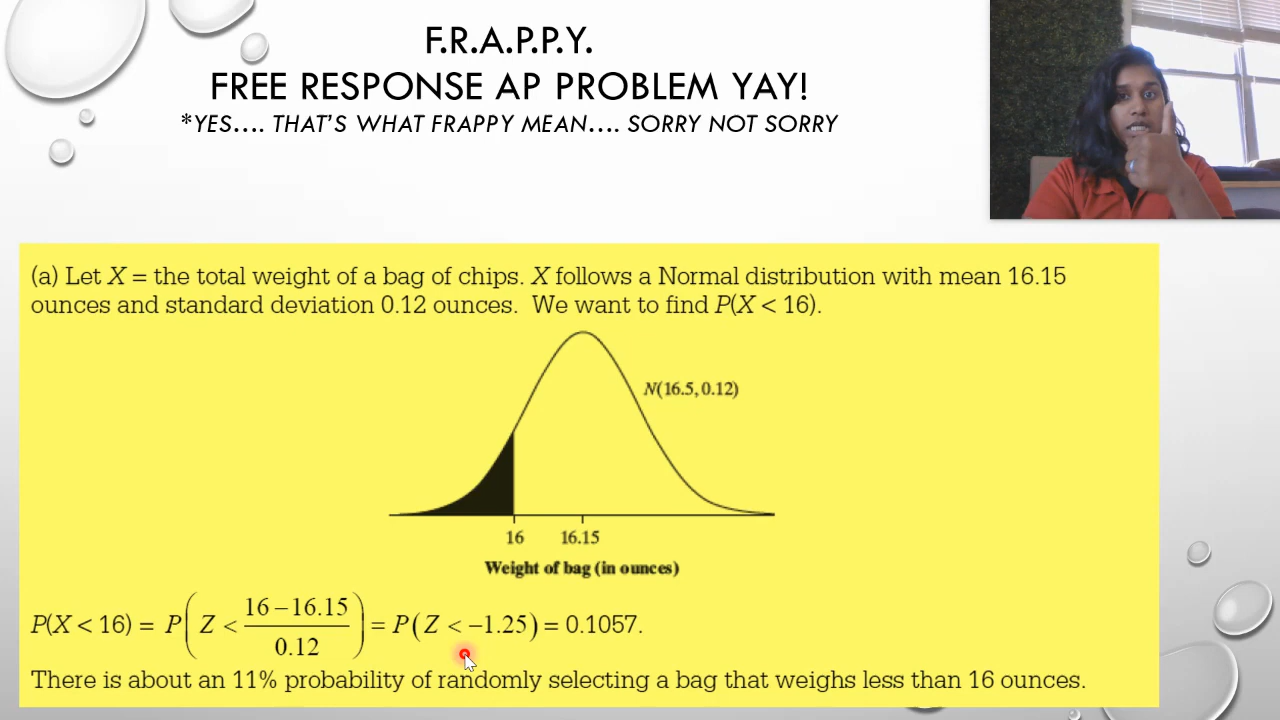 F.R.A.P.P.Y.
FREE RESPONSE AP PROBLEM YAY!
*YES.... THAT'S WHAT FRAPPY MEAN.... SORRY NOT SORRY
(a) Let X = the total weight of a bag of chips. X follows a Normal distribution with mean 16.15
ounces and standard deviation 0.12 ounces. We want to find P(X < 16).
N(16.5, 0.12)
16 16.15
Weight of bag (in ounces)
P(X < 16) = P(Z < (16 – 16.15)/0.12) = P(Z < –1.25) = 0.1057.
There is about an 11% probability of randomly selecting a bag that weighs less than 16 ounces.